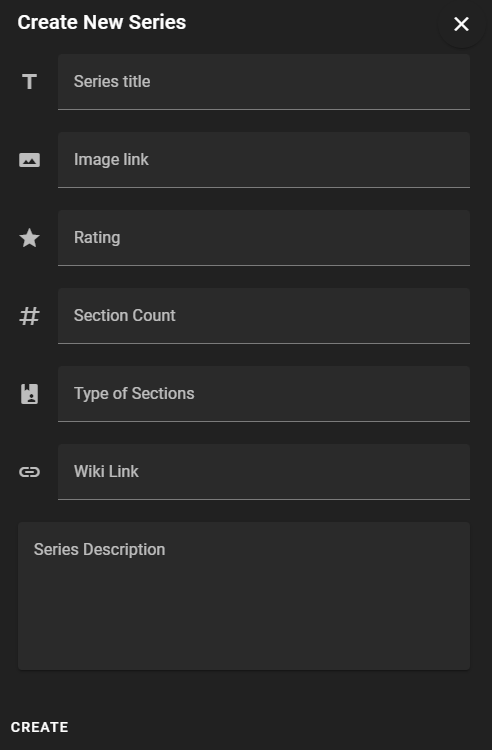 Create New Series
Series title
Image link
Rating
Section Count
Type of Sections
Wiki Link
Series Description
CREATE